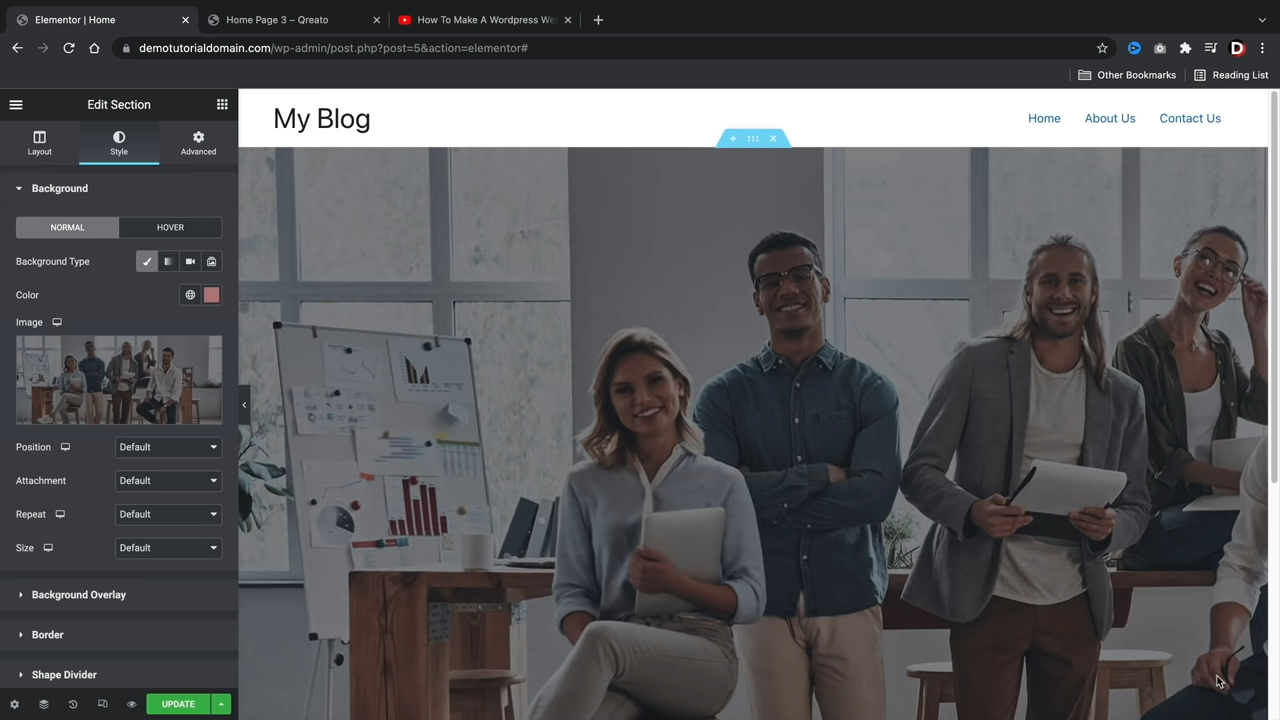 Elementor | Home
Home Page 3 – Qreato
How To Make A Wordpress We
demotutorialdomain.com/wp-admin/post.php?post=5&action=elementor#
D
Other Bookmarks
Reading List
Edit Section
Layout
Style
Advanced
Background
NORMAL
HOVER
Background Type
Color
Image
Position
Default
Attachment
Default
Repeat
Default
Size
Default
Background Overlay
Border
Shape Divider
UPDATE
My Blog
Home
About Us
Contact Us